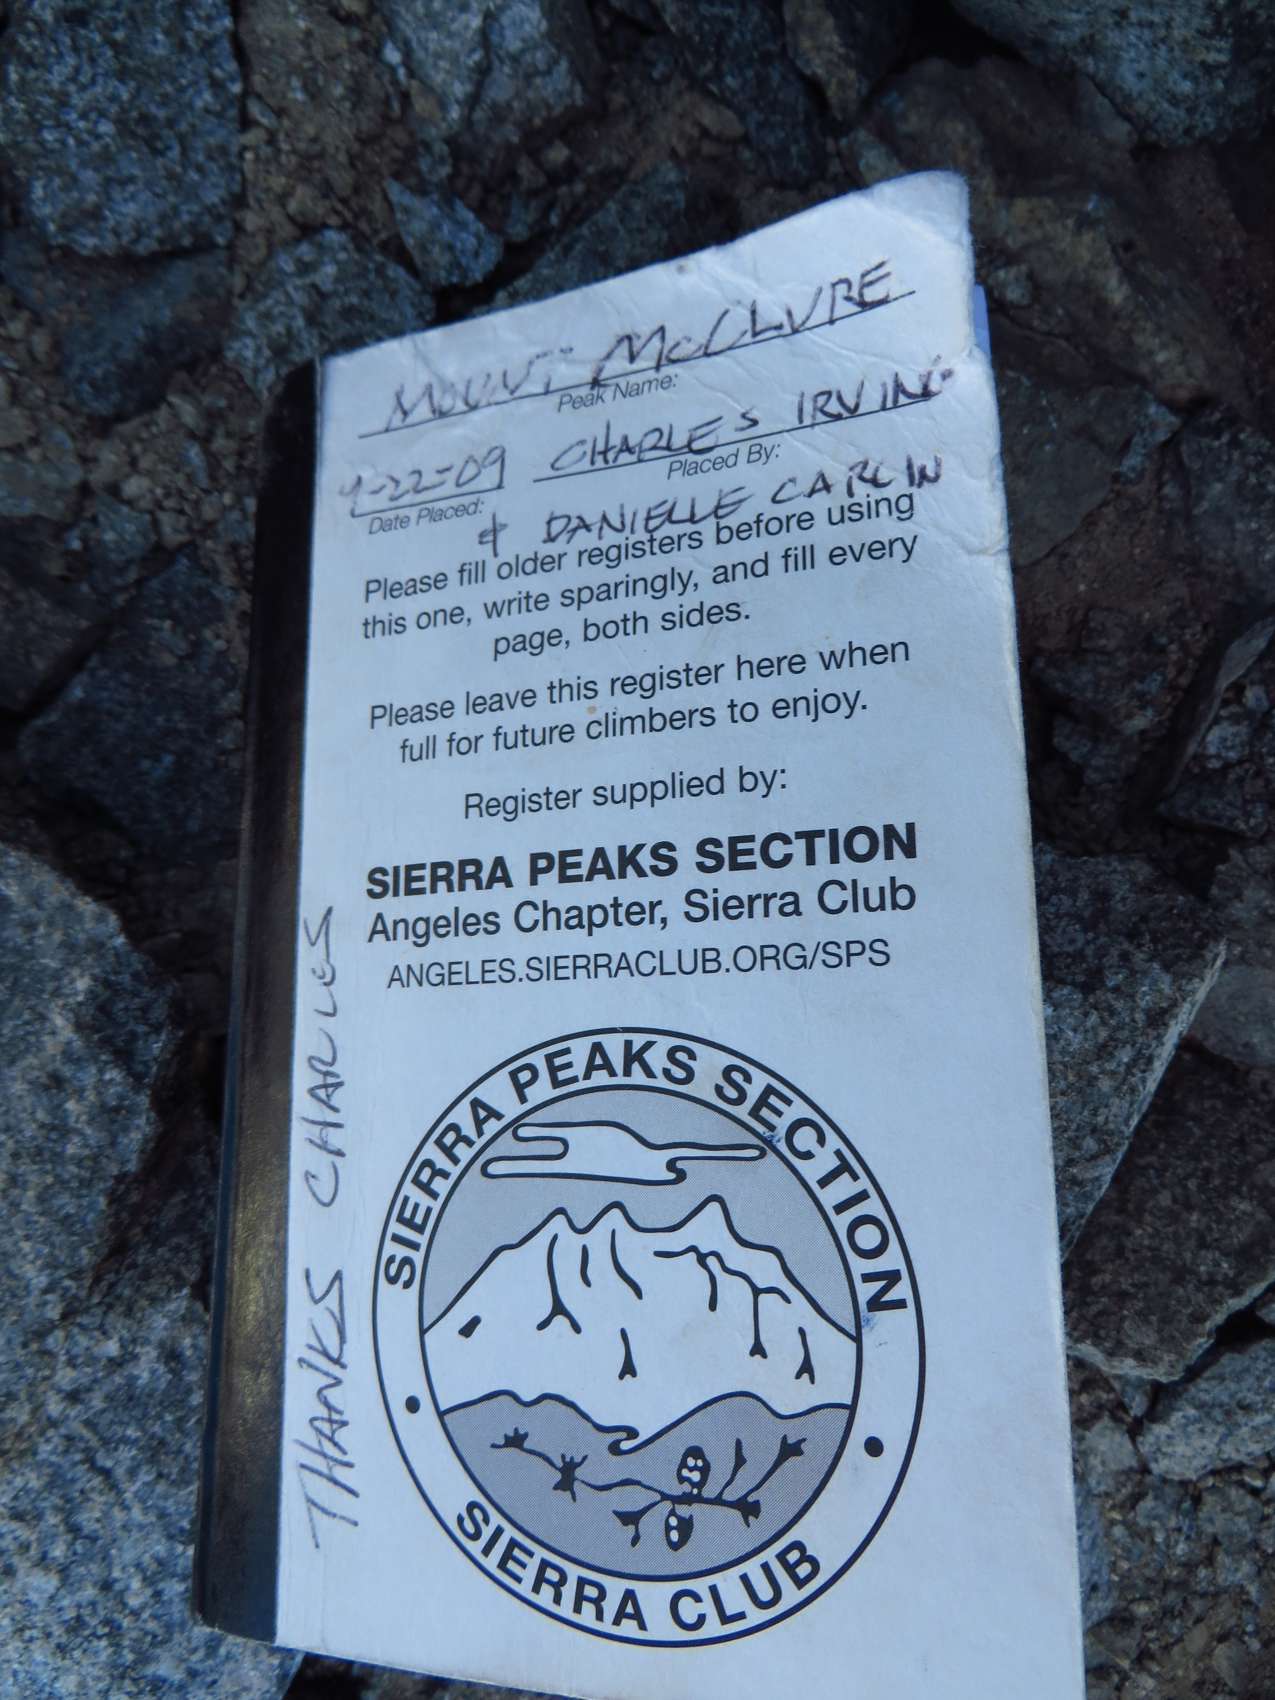 MOUNT McCLURE
Peak Name:
9-22-09 CHARLES IRVING
Date Placed: Placed By:
& DANIELLE CARLIN
Please fill older registers before using
this one, write sparingly, and fill every
page, both sides.
Please leave this register here when
full for future climbers to enjoy.
Register supplied by:
SIERRA PEAKS SECTION
Angeles Chapter, Sierra Club
ANGELES.SIERRACLUB.ORG/SPS
THANKS CHARLES
SIERRA PEAKS SECTION
SIERRA CLUB